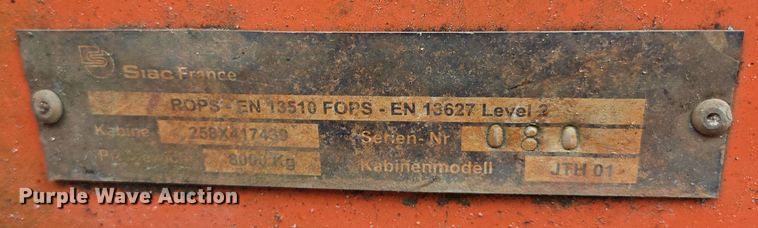 Siac France
ROPS - EN 13510 FOPS - EN 13627 Level 2
Kabine 258X417430
Serien-Nr 080
8000 Kg
Kabinenmodell JTH 01
Purple Wave Auction